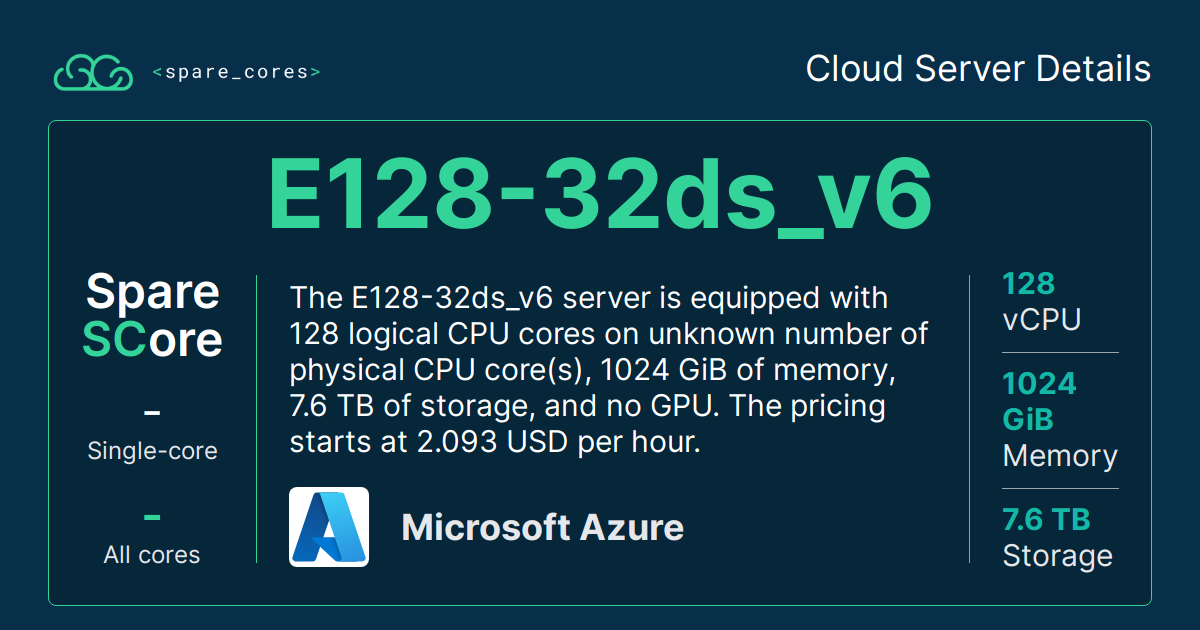 <spare_cores>
Cloud Server Details
E128-32ds_v6
Spare
SCore
–
Single-core
–
All cores
The E128-32ds_v6 server is equipped with
128 logical CPU cores on unknown number of
physical CPU core(s), 1024 GiB of memory,
7.6 TB of storage, and no GPU. The pricing
starts at 2.093 USD per hour.
Microsoft Azure
128
vCPU
1024
GiB
Memory
7.6 TB
Storage